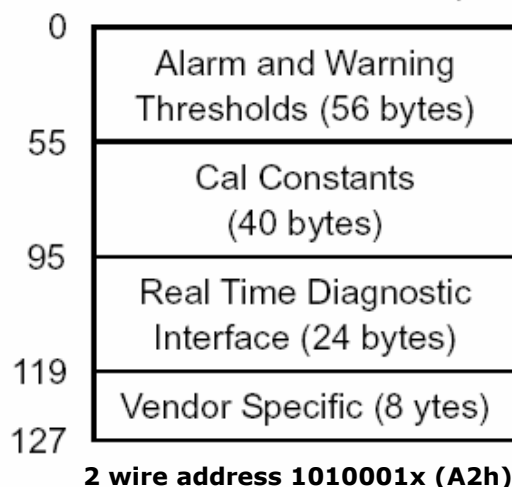 0
Alarm and Warning
Thresholds (56 bytes)
55
Cal Constants
(40 bytes)
95
Real Time Diagnostic
Interface (24 bytes)
119
Vendor Specific (8 ytes)
127
2 wire address 1010001x (A2h)